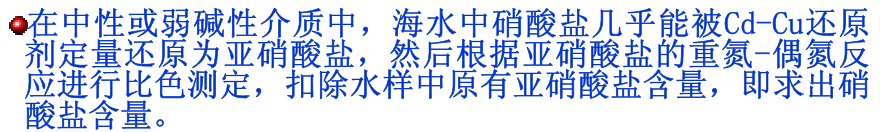 在中性或弱碱性介质中，海水中硝酸盐几乎能被Cd-Cu还原
剂定量还原为亚硝酸盐，然后根据亚硝酸盐的重氮-偶氮反
应进行比色测定，扣除水样中原有亚硝酸盐含量，即求出硝
酸盐含量。